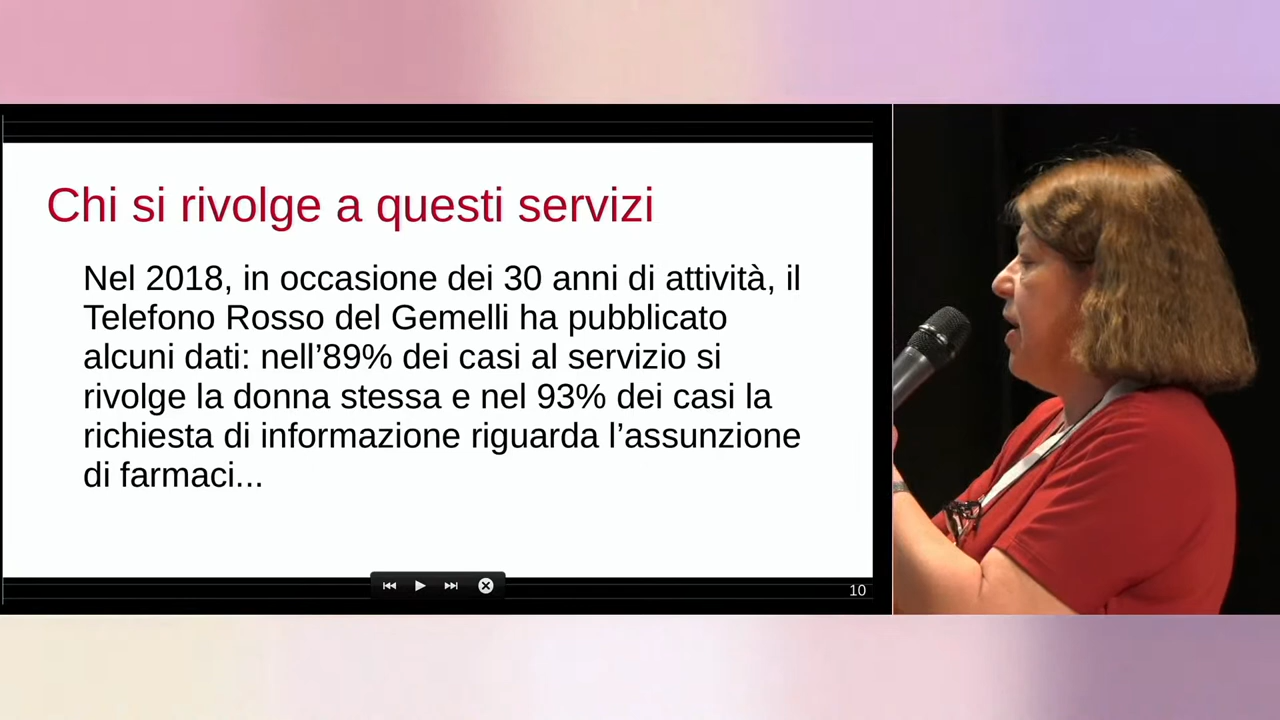 Chi si rivolge a questi servizi
Nel 2018, in occasione dei 30 anni di attività, il
Telefono Rosso del Gemelli ha pubblicato
alcuni dati: nell’89% dei casi al servizio si
rivolge la donna stessa e nel 93% dei casi la
richiesta di informazione riguarda l’assunzione
di farmaci...
10